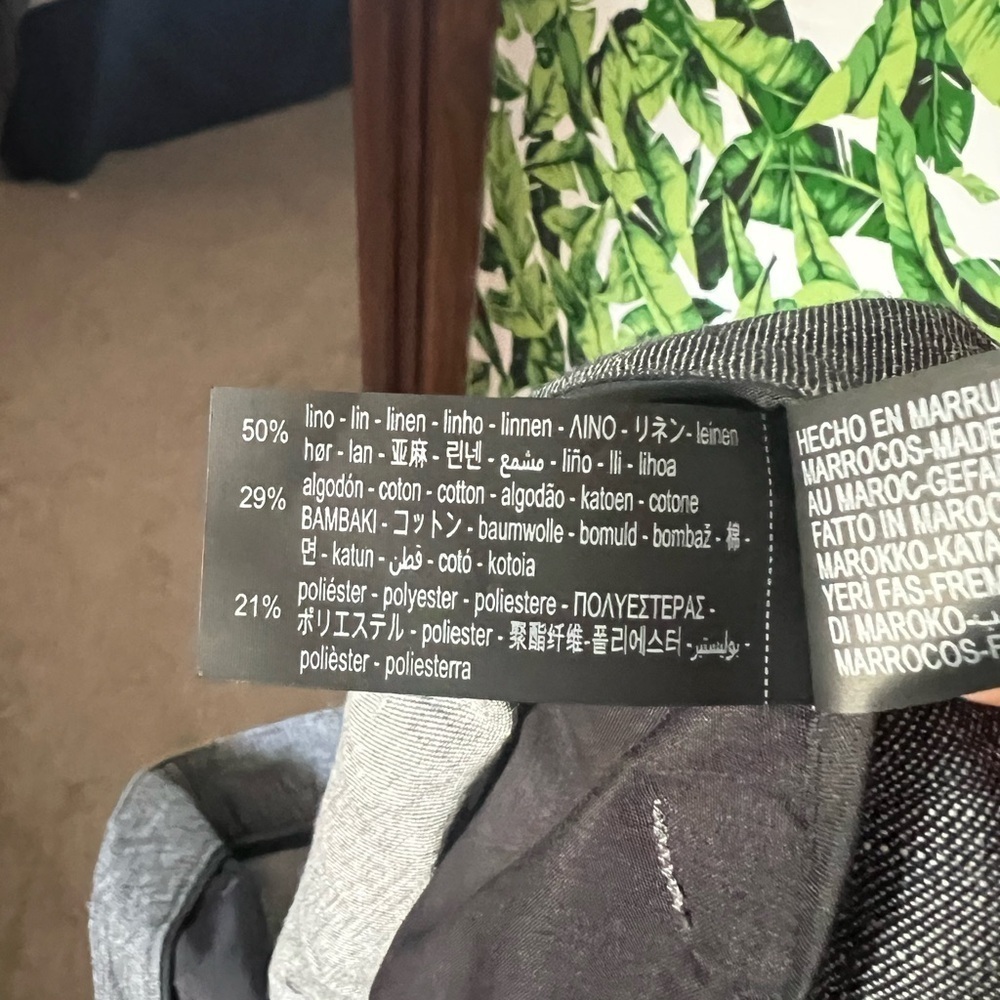 50% lino - lin - linen - linho - linnen - ΛΙΝΟ - リネン- leinen
hør - lan - 亚麻 - 린넨 - مشمع - liño - lli - lihoa
29% algodón - coton - cotton - algodão - katoen - cotone
BAMBAKI - コットン - baumwolle - bomuld - bombaž - 棉 -
면 - katun - قطن - cotó - kotoia
21% poliéster - polyester - poliestere - ΠΟΛΥΕΣΤΕΡΑΣ -
ポリエステル - poliester - 聚酯纤维-폴리에스터 -بوليستير -
polièster - poliesterra
HECHO EN MARRU
MARROCOS-MADE
AU MAROC-GEFA
FATTO IN MAROC
MAROKKO-KATA
YERİ FAS-FREM
DI MAROKO-
MARROCOS-F